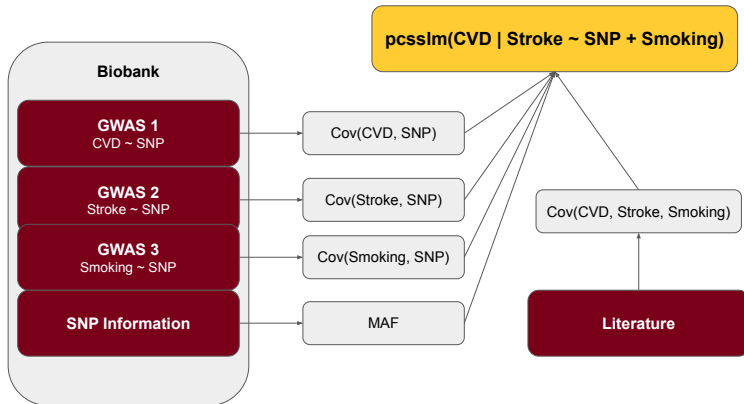 pcsslm(CVD | Stroke ~ SNP + Smoking)
Biobank
GWAS 1
CVD ~ SNP
Cov(CVD, SNP)
GWAS 2
Stroke ~ SNP
Cov(Stroke, SNP)
Cov(CVD, Stroke, Smoking)
GWAS 3
Smoking ~ SNP
Cov(Smoking, SNP)
SNP Information
MAF
Literature